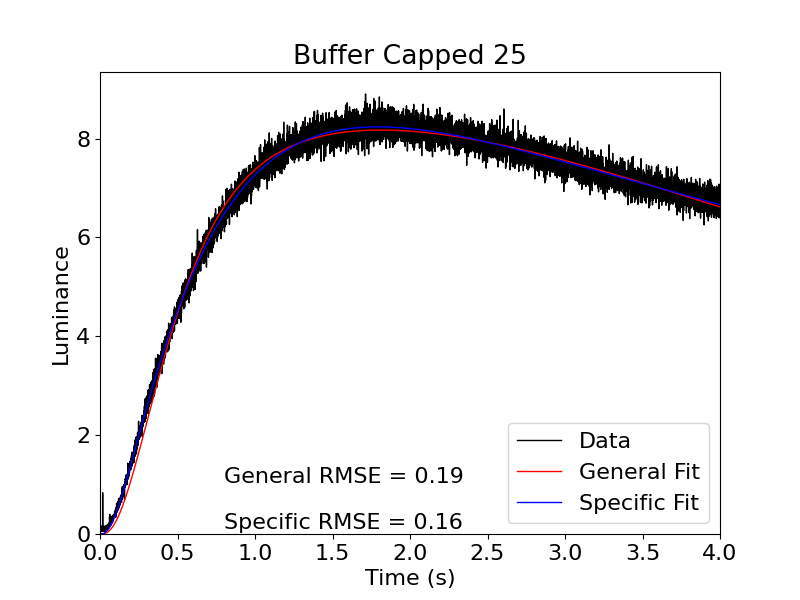 Buffer Capped 25
Luminance
8
6
4
2
0
General RMSE = 0.19
Specific RMSE = 0.16
Data
General Fit
Specific Fit
0.0 0.5 1.0 1.5 2.0 2.5 3.0 3.5 4.0
Time (s)